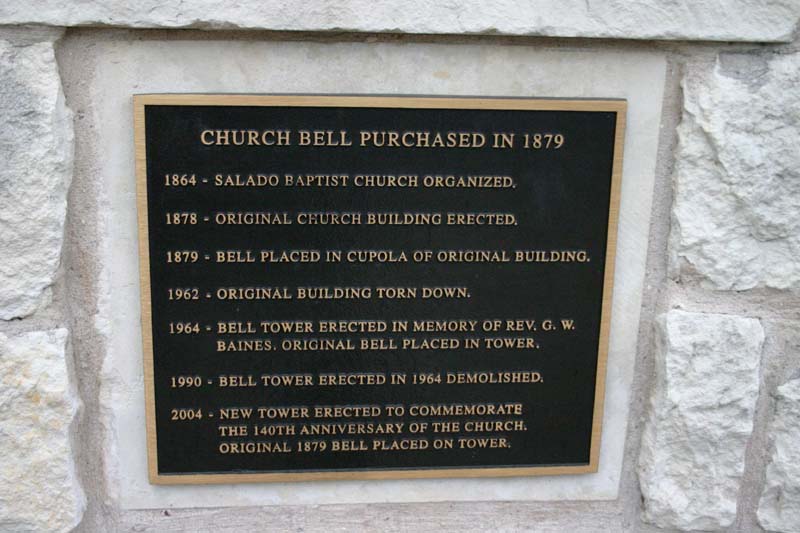 CHURCH BELL PURCHASED IN 1879
1864 - SALADO BAPTIST CHURCH ORGANIZED.
1878 - ORIGINAL CHURCH BUILDING ERECTED.
1879 - BELL PLACED IN CUPOLA OF ORIGINAL BUILDING.
1962 - ORIGINAL BUILDING TORN DOWN.
1964 - BELL TOWER ERECTED IN MEMORY OF REV. G. W.
BAINES. ORIGINAL BELL PLACED IN TOWER.
1990 - BELL TOWER ERECTED IN 1964 DEMOLISHED.
2004 - NEW TOWER ERECTED TO COMMEMORATE
THE 140TH ANNIVERSARY OF THE CHURCH.
ORIGINAL 1879 BELL PLACED ON TOWER.